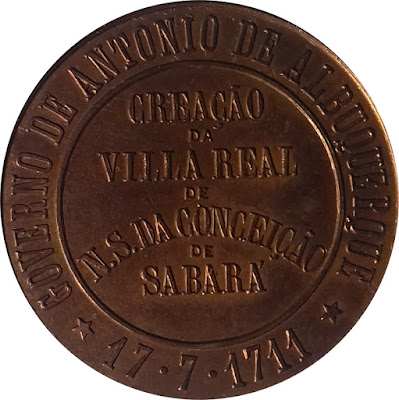 GOVERNO DE ANTONIO DE ALBUQUERQUE
CREAÇÃO
DA
VILLA REAL
DE
N.S. DA CONCEIÇÃO
DE
SABARÁ
★ 17·7·1711 ★